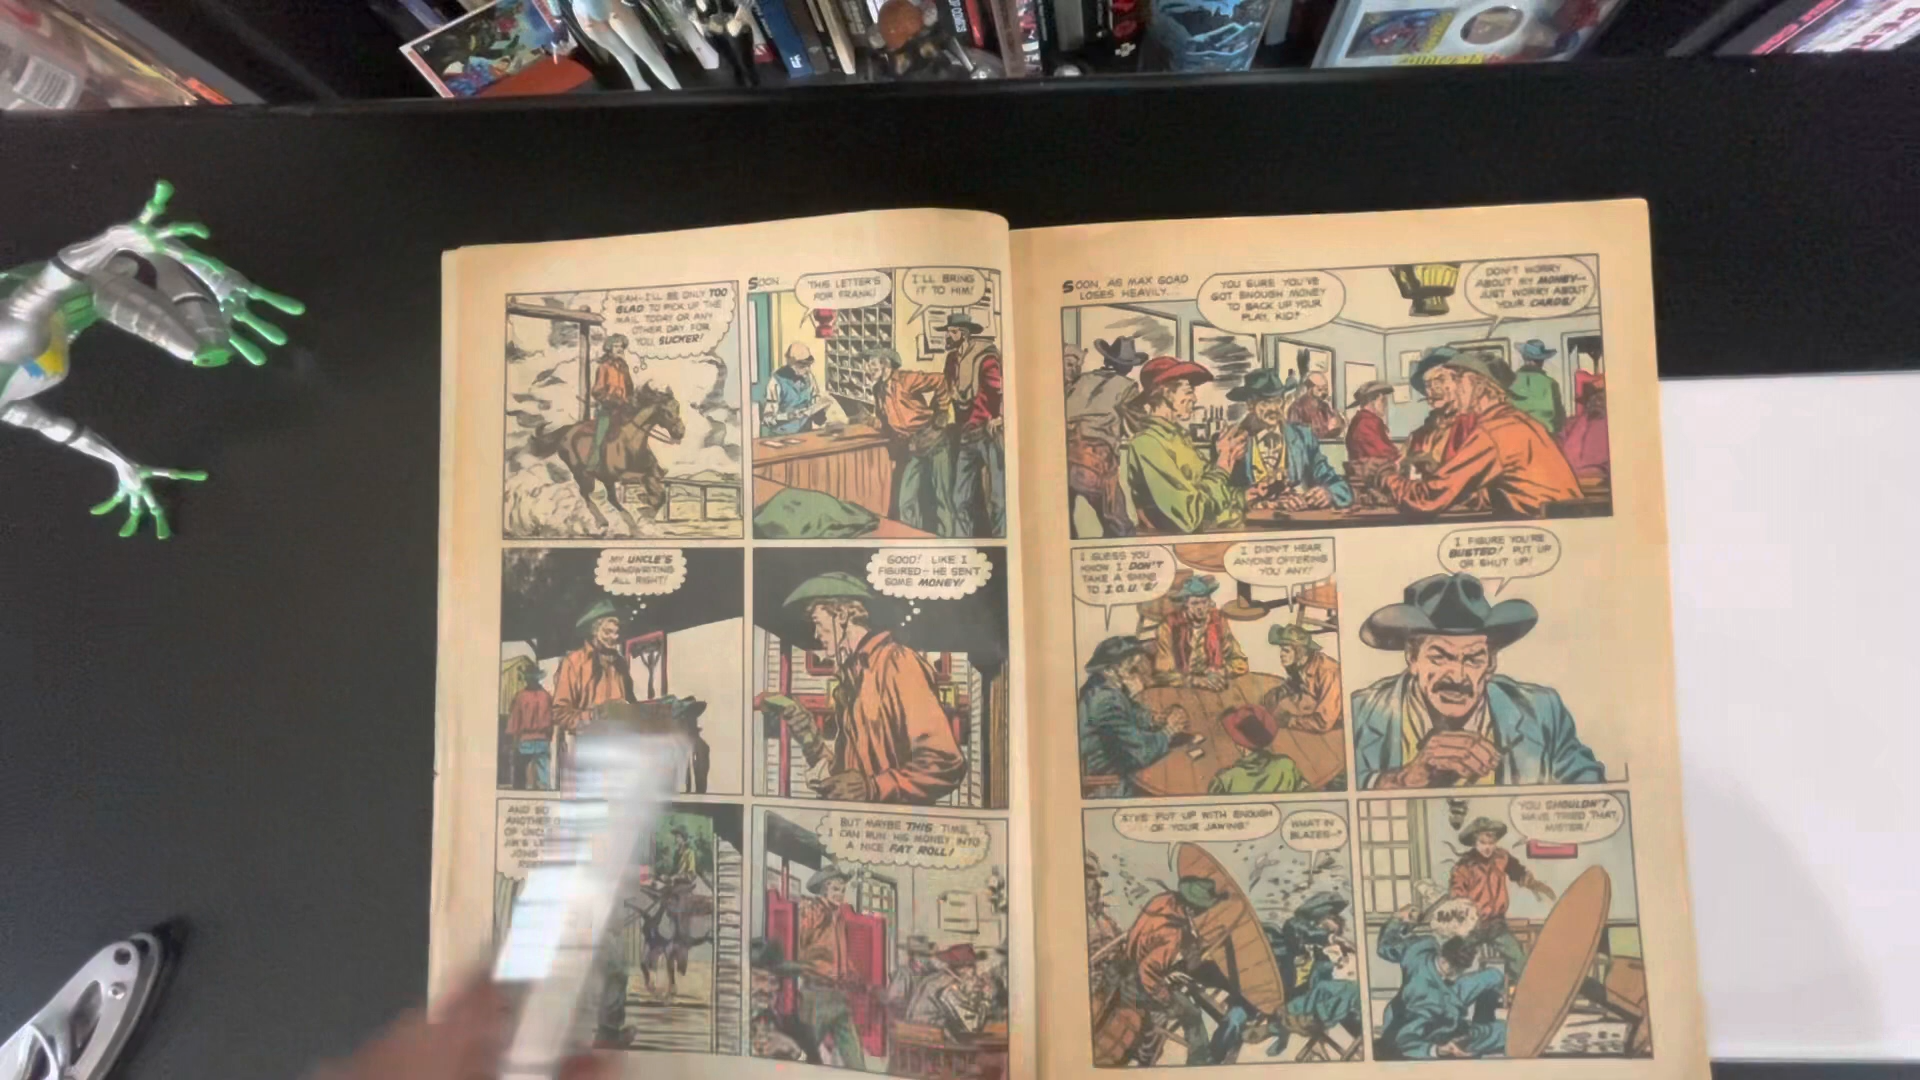 YEAH--I'LL BE ONLY TOO
GLAD TO PICK UP THE
MAIL TODAY OR ANY
OTHER DAY FOR
YOU, SUCKER!
SOON
THIS LETTER'S
FOR FRANK!
I'LL BRING
IT TO HIM!
MY UNCLE'S
HANDWRITING
ALL RIGHT!
GOOD! LIKE I
FIGURED--HE SENT
SOME MONEY!
AND SO
ANOTHER
OF UNCLE
BUT MAYBE THIS TIME,
I CAN RUN HIS MONEY INTO
A NICE FAT ROLL!
SOON, AS MAX GOAD
LOSES HEAVILY...
YOU SURE YOU'VE
GOT ENOUGH MONEY
TO BACK UP YOUR
PLAY, KID?
DON'T WORRY
ABOUT MY MONEY--
JUST WORRY ABOUT
YOUR CARDS!
I GUESS YOU
KNOW I DON'T
TAKE A SHINE
TO I.O.U.'S!
I DIDN'T HEAR
ANYONE OFFERING
YOU ANY!
I FIGURE YOU'RE
BUSTED! PUT UP
OR SHUT UP!
I'VE PUT UP WITH ENOUGH
OF YOUR JAWING!
WHAT IN
BLAZES--?
YOU SHOULDN'T
HAVE TRIED THAT,
MISTER!
BANG!